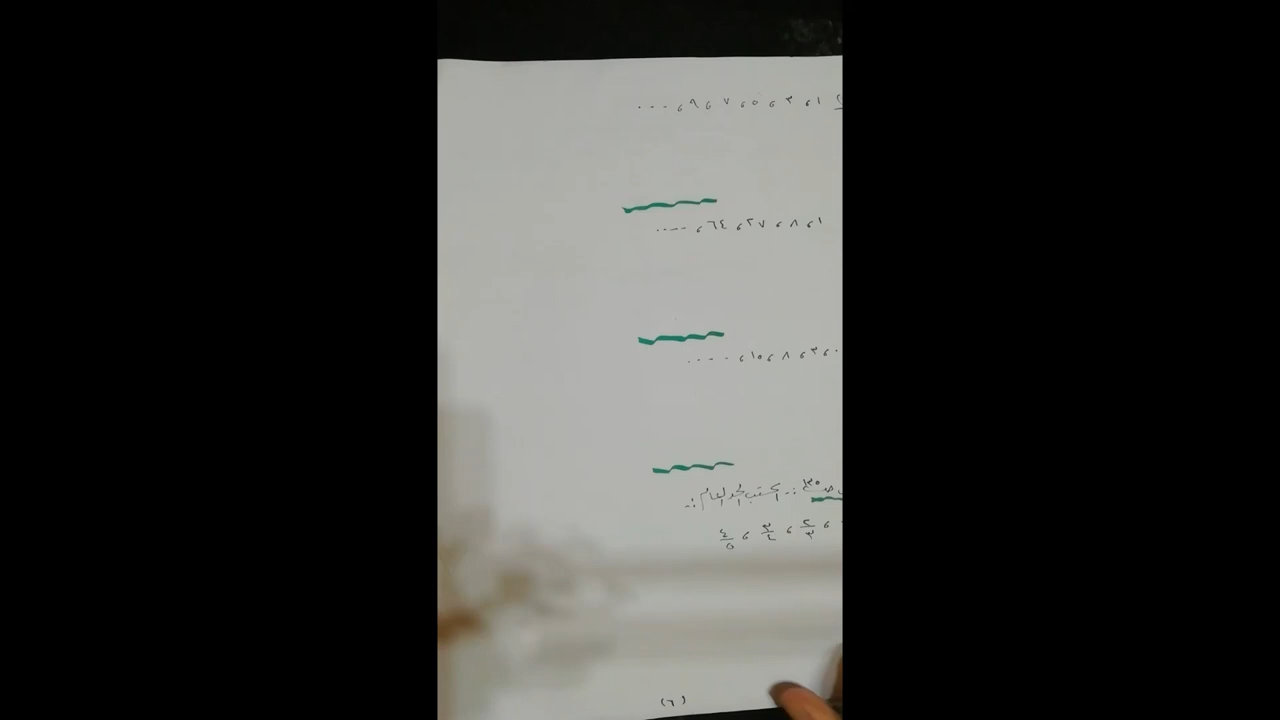 ١ ، ٣ ، ٥ ، ٧ ، ٩ ، ...
١ ، ٨ ، ٢٧ ، ٦٤ ، ....
٠ ، ٣ ، ٨ ، ١٥ ، ....
اكتب الحد العام :-
، ٢/٣ ، ٣/٤ ، ٤/٥
(٦)